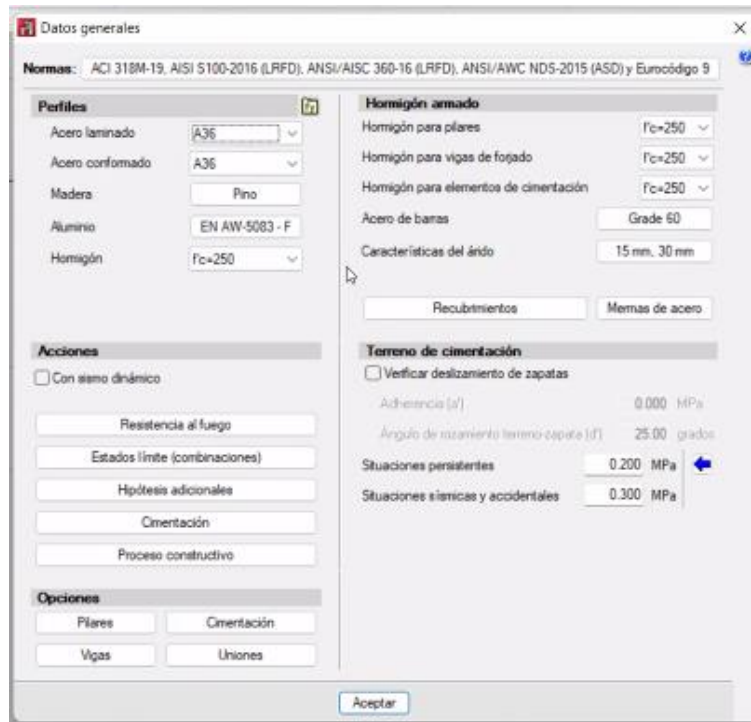 Datos generales
Normas: ACI 318M-19, AISI S100-2016 (LRFD), ANSI/AISC 360-16 (LRFD), ANSI/AWC NDS-2015 (ASD) y Eurocódigo 9
Perfiles
Acero laminado A36
Acero conformado A36
Madera Pino
Aluminio EN AW-5083 - F
Hormigón f'c=250
Hormigón armado
Hormigón para pilares f'c=250
Hormigón para vigas de forjado f'c=250
Hormigón para elementos de cimentación f'c=250
Acero de barras Grade 60
Características del árido 15 mm, 30 mm
Recubrimientos Mermas de acero
Acciones
Con sismo dinámico
Resistencia al fuego
Estados límite (combinaciones)
Hipótesis adicionales
Cimentación
Proceso constructivo
Terreno de cimentación
Verificar deslizamiento de zapatas
Adherencia (a') 0.000 MPa
Ángulo de rozamiento terreno-zapata (d') 25.00 grados
Situaciones persistentes 0.200 MPa
Situaciones sísmicas y accidentales 0.300 MPa
Opciones
Pilares Cimentación
Vigas Uniones
Aceptar